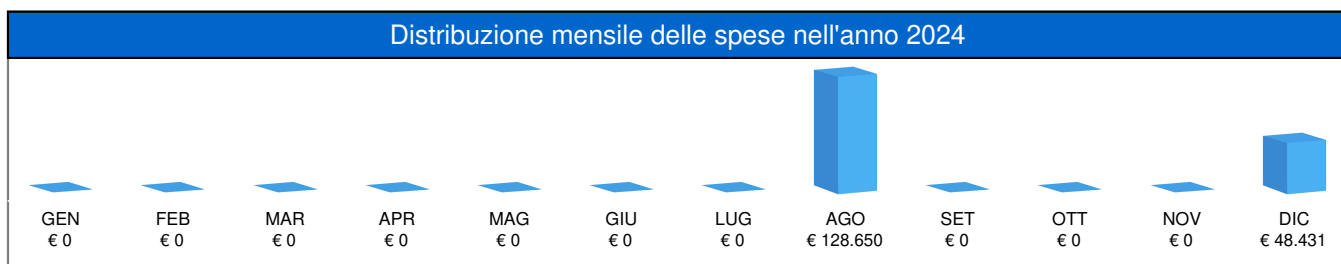 Distribuzione mensile delle spese nell'anno 2024
GEN FEB MAR APR MAG GIU LUG AGO SET OTT NOV DIC
€ 0 € 0 € 0 € 0 € 0 € 0 € 0 € 128.650 € 0 € 0 € 0 € 48.431